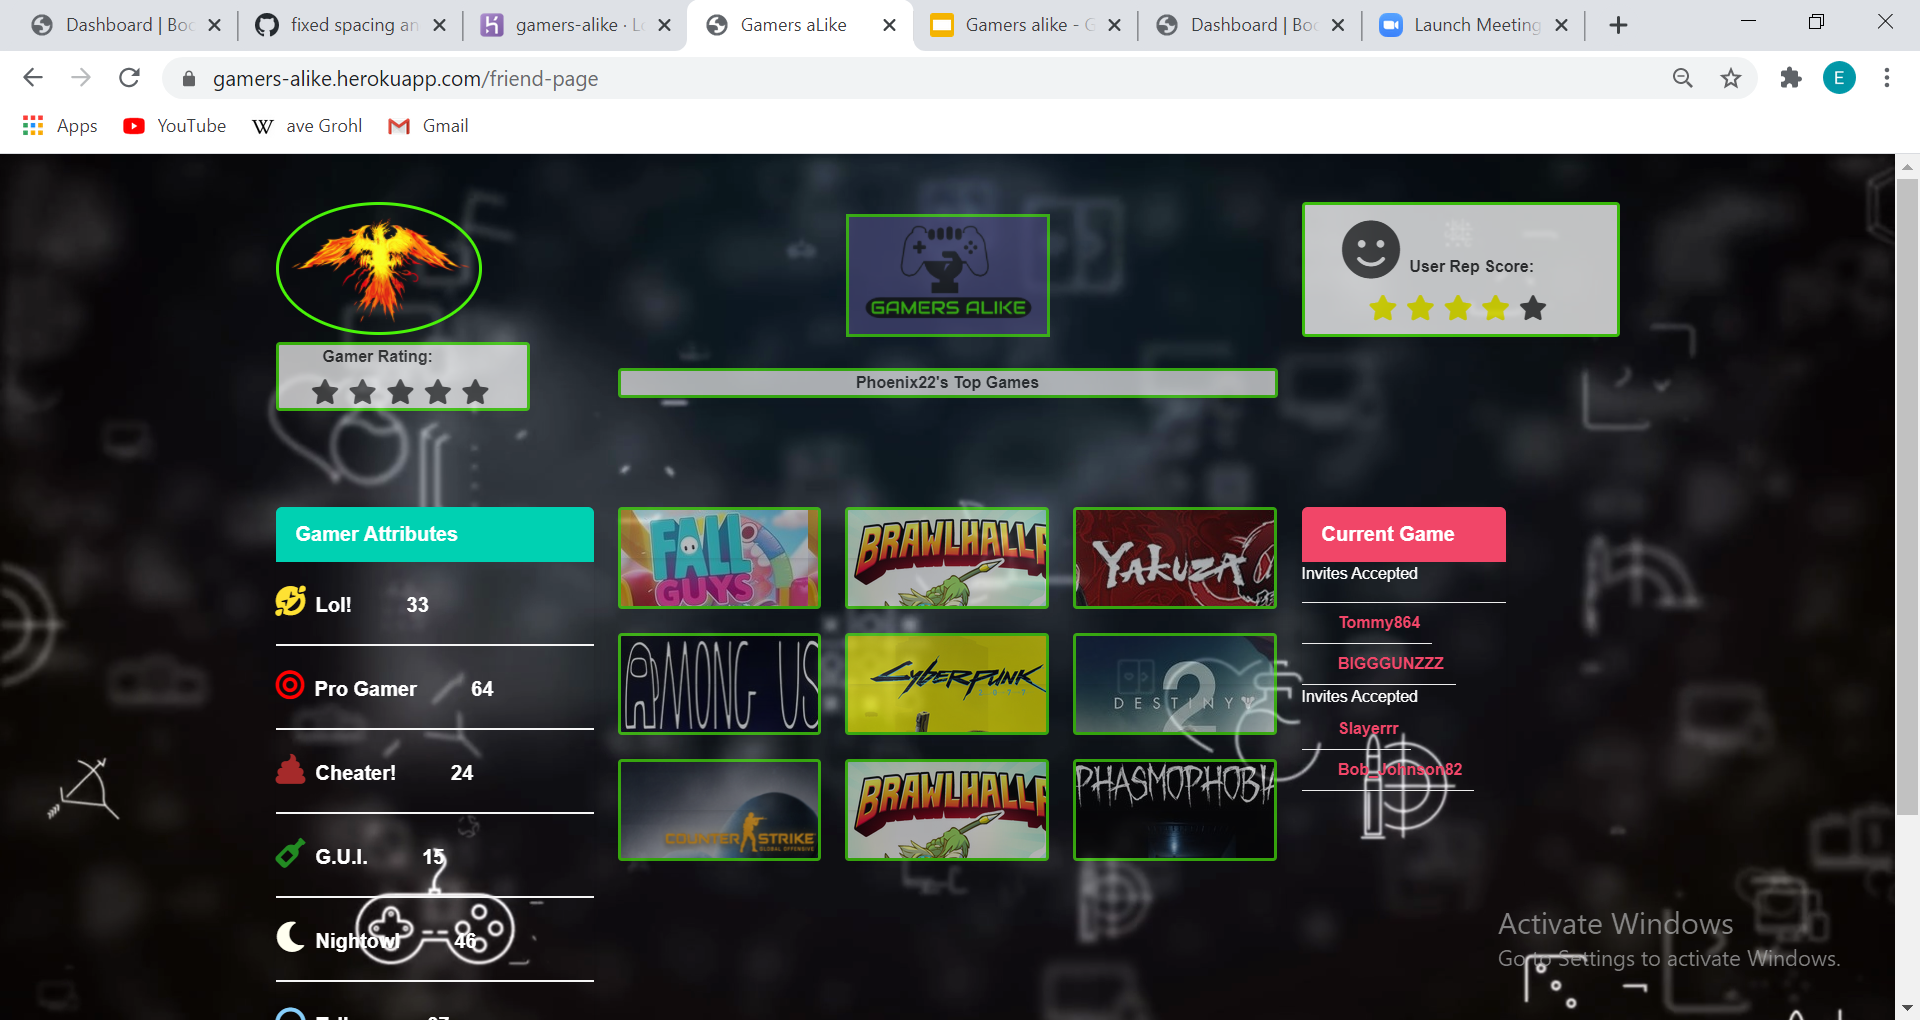 Dashboard | Boo
fixed spacing an
gamers-alike · Lo
Gamers aLike
Gamers alike - G
Dashboard | Boo
Launch Meeting
gamers-alike.herokuapp.com/friend-page
E
Apps
YouTube
W ave Grohl
Gmail
GAMERS ALIKE
User Rep Score:
Gamer Rating:
Phoenix22's Top Games
Gamer Attributes
Lol! 33
Pro Gamer 64
Cheater! 24
G.U.I. 15
Nightowl 46
FALL GUYS
BRAWLHALLA
YAKUZA
AMONG US
CYBERPUNK
2077
DESTINY 2
COUNTER STRIKE
GLOBAL OFFENSIVE
BRAWLHALLA
PHASMOPHOBI
Current Game
Invites Accepted
Tommy864
BIGGGUNZZZ
Invites Accepted
Slayerrr
Bob_Johnson82
Activate Windows
Go to Settings to activate Windows.